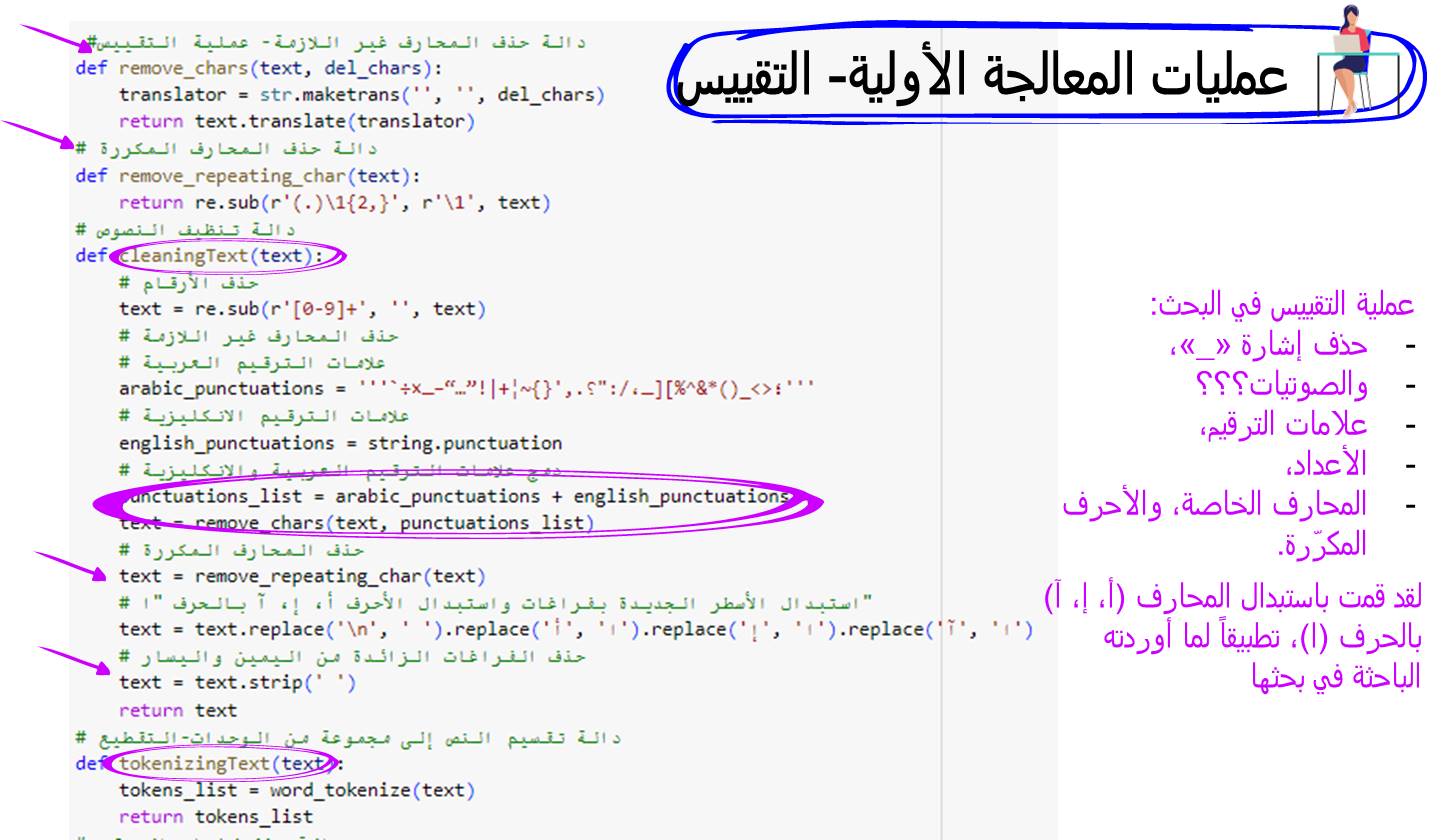 عمليات المعالجة الأولية- التقييس
#دالة حذف المحارف غير اللازمة- عملية التقييس
def remove_chars(text, del_chars):
    translator = str.maketrans('', '', del_chars)
    return text.translate(translator)
# دالة حذف المحارف المكررة
def remove_repeating_char(text):
    return re.sub(r'(.)\1{2,}', r'\1', text)
# دالة تنظيف النصوص
def cleaningText(text):
    # حذف الأرقام
    text = re.sub(r'[0-9]+', '', text)
    # حذف المحارف غير اللازمة
    # علامات الترقيم العربية
    arabic_punctuations = '''`÷×ـ–“…”!|+¦~{}',.؟":/،ـ][%^&*()_<>؛'''
    # علامات الترقيم الانكليزية
    english_punctuations = string.punctuation
    # دمج علامات الترقيم العربية والانكليزية
    punctuations_list = arabic_punctuations + english_punctuations
    text = remove_chars(text, punctuations_list)
    # حذف المحارف المكررة
    text = remove_repeating_char(text)
    # استبدال الأسطر الجديدة بفراغات واستبدال الأحرف أ، إ، آ بالحرف "ا"
    text = text.replace('\n', ' ').replace('أ', 'ا').replace('إ', 'ا').replace('آ', 'ا')
    # حذف الفراغات الزائدة من اليمين واليسار
    text = text.strip(' ')
    return text
# دالة تقسيم النص إلى مجموعة من الوحدات-التقطيع
def tokenizingText(text):
    tokens_list = word_tokenize(text)
    return tokens_list
عملية التقييس في البحث:
- حذف إشارة «_»،
- والصوتيات؟؟؟
- علامات الترقيم،
- الأعداد،
- المحارف الخاصة، والأحرف
المكرّرة.
لقد قمت باستبدال المحارف (أ، إ، آ)
بالحرف (ا)، تطبيقاً لما أوردته
الباحثة في بحثها